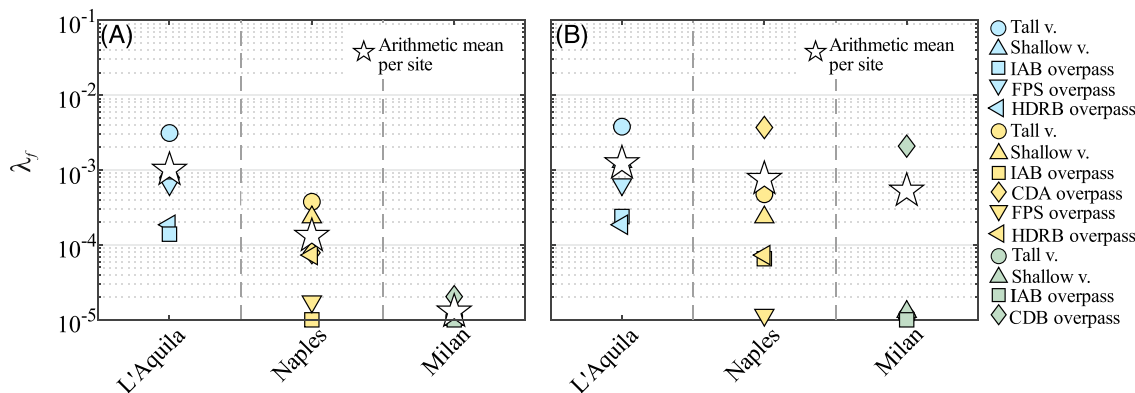 10-1
(A)
Arithmetic mean
per site
10-2
10-3
λf
10-4
10-5
L'Aquila
Naples
Milan
(B)
Arithmetic mean
per site
L'Aquila
Naples
Milan
Tall v.
Shallow v.
IAB overpass
FPS overpass
HDRB overpass
Tall v.
Shallow v.
IAB overpass
CDA overpass
FPS overpass
HDRB overpass
Tall v.
Shallow v.
IAB overpass
CDB overpass